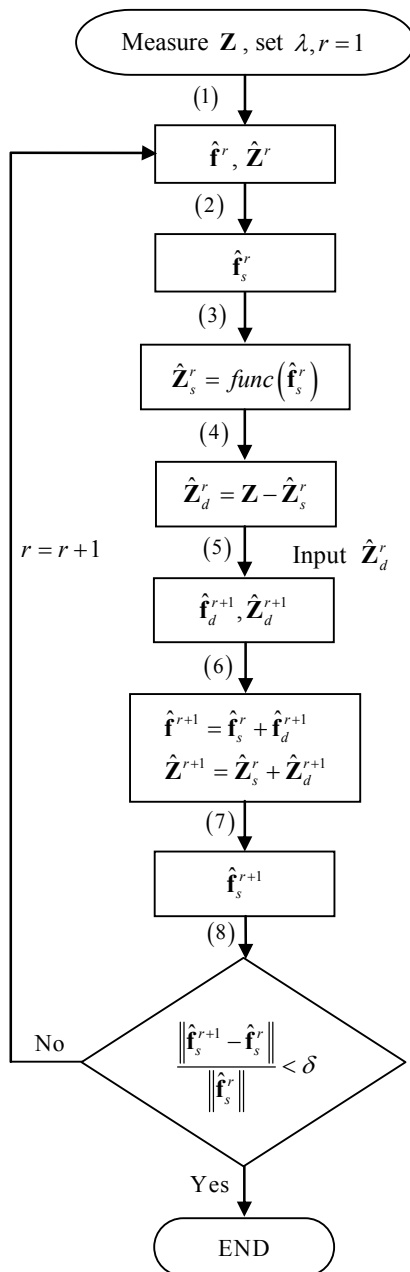 Measure Z , set λ, r = 1
(1)
f̂^r , Ẑ^r
(2)
f̂_s^r
(3)
Ẑ_s^r = func(f̂_s^r)
(4)
Ẑ_d^r = Z − Ẑ_s^r
r = r + 1
(5)
Input Ẑ_d^r
f̂_d^{r+1}, Ẑ_d^{r+1}
(6)
f̂^{r+1} = f̂_s^r + f̂_d^{r+1}
Ẑ^{r+1} = Ẑ_s^r + Ẑ_d^{r+1}
(7)
f̂_s^{r+1}
(8)
No
‖f̂_s^{r+1} − f̂_s^r‖ / ‖f̂_s^r‖ < δ
Yes
END